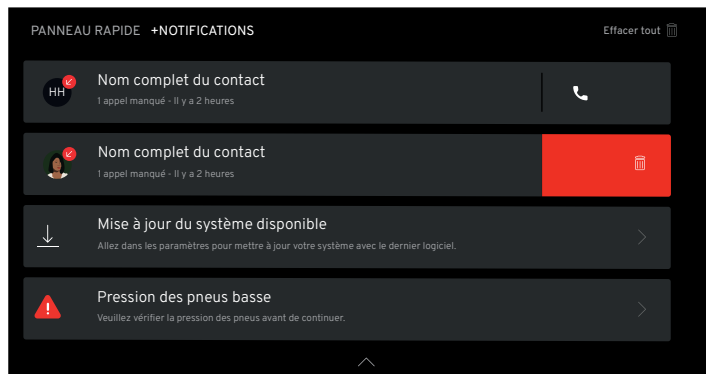 PANNEAU RAPIDE +NOTIFICATIONS Effacer tout
HH
Nom complet du contact
1 appel manqué - Il y a 2 heures
Nom complet du contact
1 appel manqué - Il y a 2 heures
Mise à jour du système disponible
Allez dans les paramètres pour mettre à jour votre système avec le dernier logiciel.
Pression des pneus basse
Veuillez vérifier la pression des pneus avant de continuer.